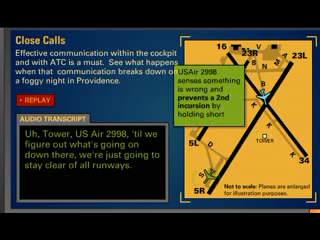 Close Calls
Effective communication within the cockpit
and with ATC is a must. See what happens
when that communication breaks down on
a foggy night in Providence.
REPLAY
AUDIO TRANSCRIPT
Uh, Tower, US Air 2998, 'til we
figure out what's going on
down there, we're just going to
stay clear of all runways.
16
V
23R
B
N
M
23L
USAir 2998
senses something
is wrong and
prevents a 2nd
incursion by
holding short
B
K
TOWER
5L
34
5R
Not to scale: Planes are enlarged
for illustration purposes.